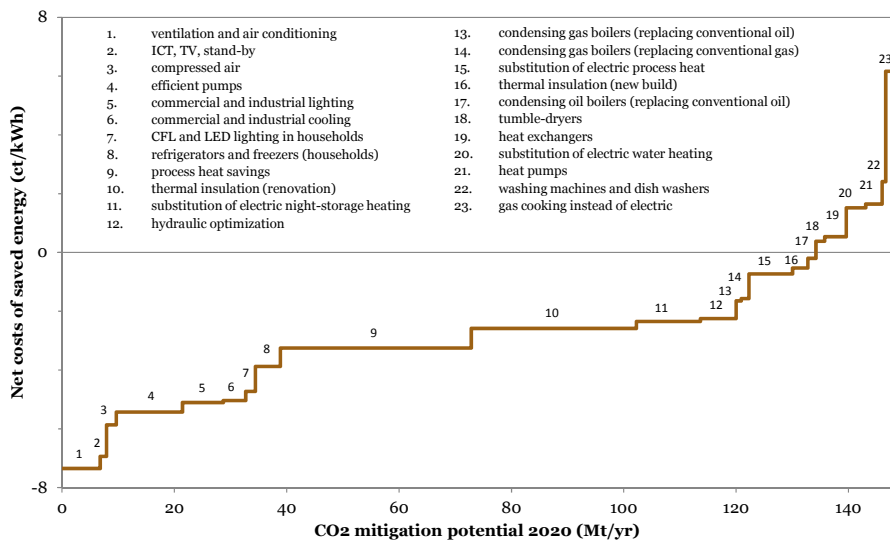 8
1. ventilation and air conditioning
2. ICT, TV, stand-by
3. compressed air
4. efficient pumps
5. commercial and industrial lighting
6. commercial and industrial cooling
7. CFL and LED lighting in households
8. refrigerators and freezers (households)
9. process heat savings
10. thermal insulation (renovation)
11. substitution of electric night-storage heating
12. hydraulic optimization
13. condensing gas boilers (replacing conventional oil)
14. condensing gas boilers (replacing conventional gas)
15. substitution of electric process heat
16. thermal insulation (new build)
17. condensing oil boilers (replacing conventional oil)
18. tumble-dryers
19. heat exchangers
20. substitution of electric water heating
21. heat pumps
22. washing machines and dish washers
23. gas cooking instead of electric
Net costs of saved energy (ct/kWh)
0
-8
1
2
3
4
5
6
7
8
9
10
11
12
13
14
15
16
17
18
19
20
21
22
23
0 20 40 60 80 100 120 140
CO2 mitigation potential 2020 (Mt/yr)